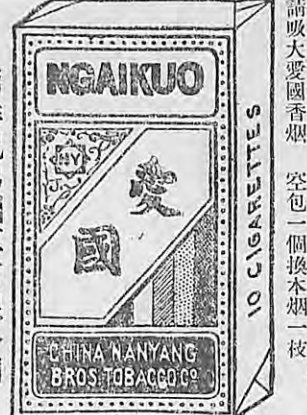 請吸大愛國香烟 空包一個換本烟一枝
NGAIKUO
NY
愛
國
CHINA NANYANG
BROS. TOBACCO Cº
10 CIGARETTES